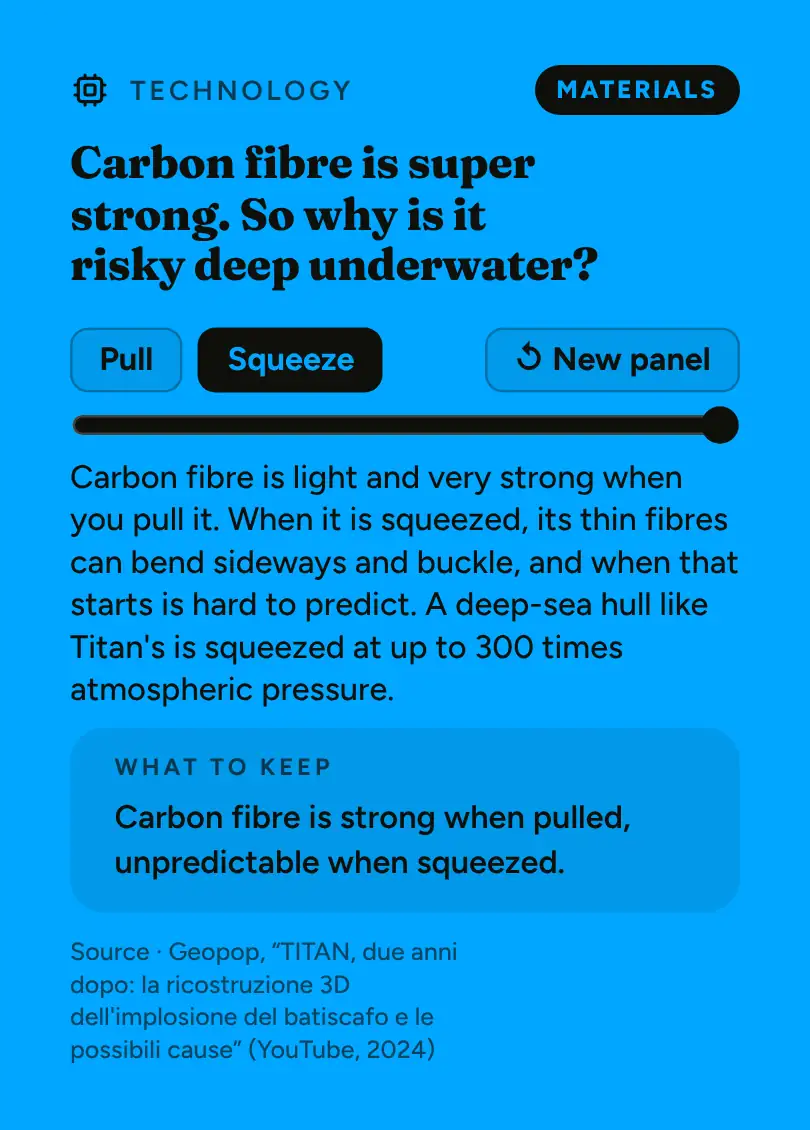 TECHNOLOGY
MATERIALS
Carbon fibre is super
strong. So why is it
risky deep underwater?
Pull
Squeeze
New panel
Carbon fibre is light and very strong when
you pull it. When it is squeezed, its thin fibres
can bend sideways and buckle, and when that
starts is hard to predict. A deep-sea hull like
Titan's is squeezed at up to 300 times
atmospheric pressure.
WHAT TO KEEP
Carbon fibre is strong when pulled,
unpredictable when squeezed.
Source · Geopop, “TITAN, due anni
dopo: la ricostruzione 3D
dell'implosione del batiscafo e le
possibili cause” (YouTube, 2024)